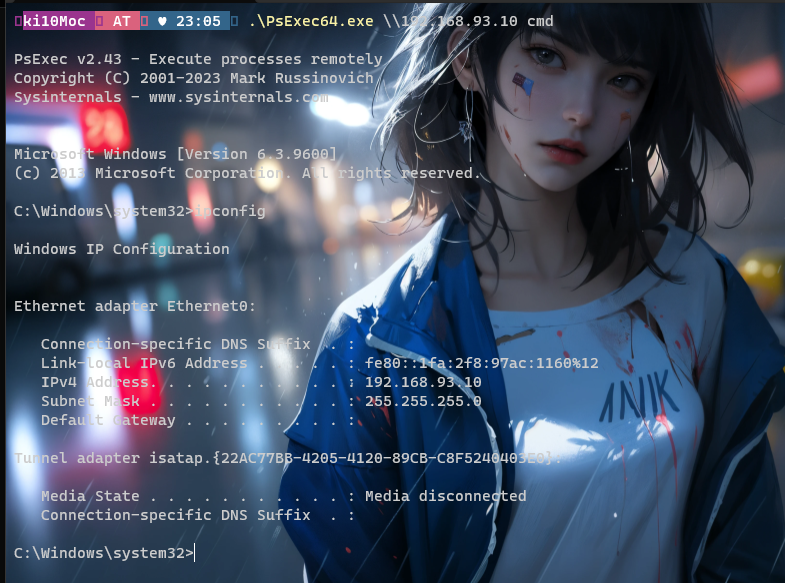 ki10Moc AT ♥ 23:05 .\PsExec64.exe \\192.168.93.10 cmd
PsExec v2.43 - Execute processes remotely
Copyright (C) 2001-2023 Mark Russinovich
Sysinternals - www.sysinternals.com
Microsoft Windows [Version 6.3.9600]
(c) 2013 Microsoft Corporation. All rights reserved.
C:\Windows\system32>ipconfig
Windows IP Configuration
Ethernet adapter Ethernet0:
Connection-specific DNS Suffix . :
Link-local IPv6 Address . . . . . : fe80::1fa:2f8:97ac:1160%12
IPv4 Address. . . . . . . . . . . : 192.168.93.10
Subnet Mask . . . . . . . . . . . : 255.255.255.0
Default Gateway . . . . . . . . . :
Tunnel adapter isatap.{22AC77BB-4205-4120-89CB-C8F5240403E0}:
Media State . . . . . . . . . . . : Media disconnected
Connection-specific DNS Suffix . :
C:\Windows\system32>